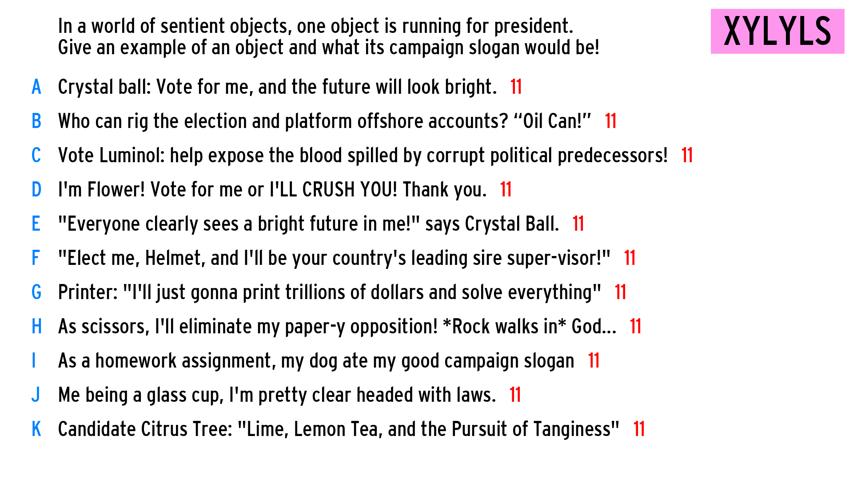 In a world of sentient objects, one object is running for president.
Give an example of an object and what its campaign slogan would be!
XYLYLS
A Crystal ball: Vote for me, and the future will look bright. 11
B Who can rig the election and platform offshore accounts? “Oil Can!” 11
C Vote Luminol: help expose the blood spilled by corrupt political predecessors! 11
D I'm Flower! Vote for me or I'LL CRUSH YOU! Thank you. 11
E "Everyone clearly sees a bright future in me!" says Crystal Ball. 11
F "Elect me, Helmet, and I'll be your country's leading sire super-visor!" 11
G Printer: "I'll just gonna print trillions of dollars and solve everything" 11
H As scissors, I'll eliminate my paper-y opposition! *Rock walks in* God... 11
I As a homework assignment, my dog ate my good campaign slogan 11
J Me being a glass cup, I'm pretty clear headed with laws. 11
K Candidate Citrus Tree: "Lime, Lemon Tea, and the Pursuit of Tanginess" 11